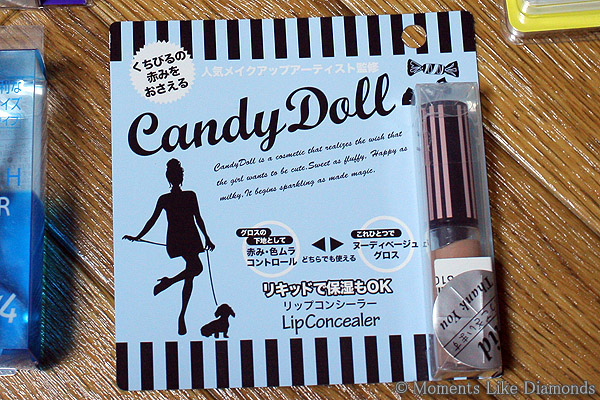 くちびるの、
赤みを
おさえる
人気メイクアップアーティスト監修
CandyDoll
CandyDoll is a cosmetic that realizes the wish that
the girl wants to be cute.Sweet as fluffy, Happy as
milky,It begins sparkling as made magic.
グロスの
下地として
赤み・色ムラ
コントロール
どちらでも使える
これひとつで
ヌーディベージュ
グロス
リキッドで保湿もOK
リップコンシーラー
LipConcealer
Thank You
© Moments Like Diamonds